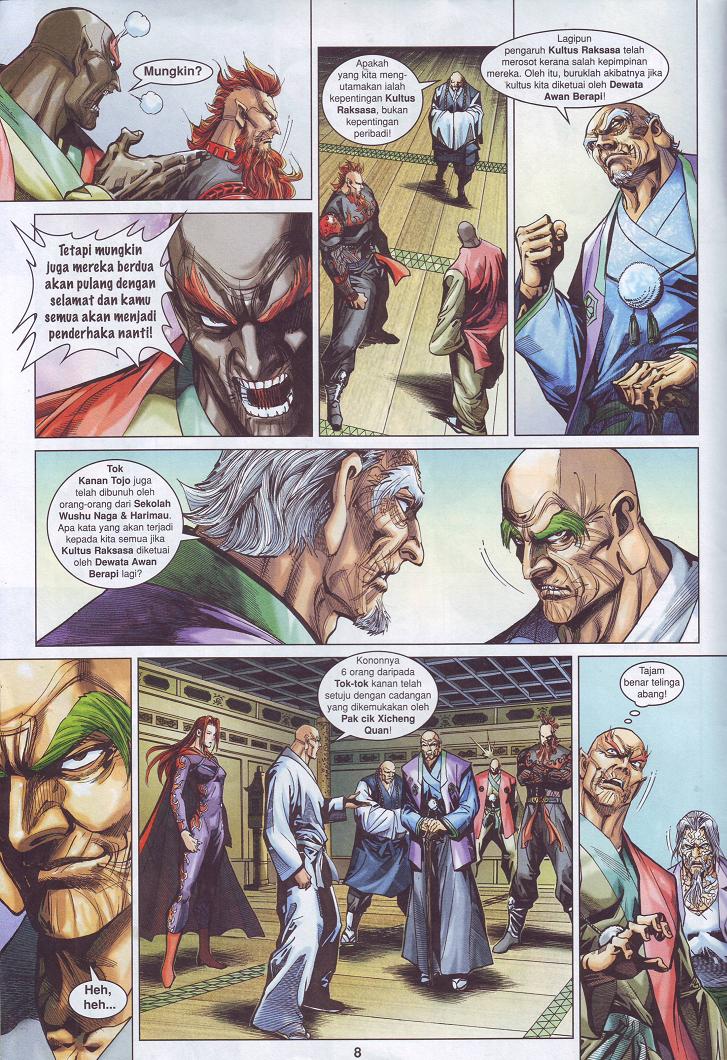 Mungkin?
Apakah
yang kita meng-
utamakan ialah
kepentingan Kultus
Raksasa, bukan
kepentingan
peribadi!
Lagipun
pengaruh Kultus Raksasa telah
merosot kerana salah kepimpinan
mereka. Oleh itu, buruklah akibatnya jika
kultus kita diketuai oleh Dewata
Awan Berapi!
Tetapi mungkin
juga mereka berdua
akan pulang dengan
selamat dan kamu
semua akan menjadi
penderhaka nanti!
Tok
Kanan Tojo juga
telah dibunuh oleh
orang-orang dari Sekolah
Wushu Naga & Harimau.
Apa kata yang akan terjadi
kepada kita semua jika
Kultus Raksasa diketuai
oleh Dewata Awan
Berapi lagi?
Heh,
heh...
Kononnya
6 orang daripada
Tok-tok kanan telah
setuju dengan cadangan
yang dikemukakan oleh
Pak cik Xicheng
Quan!
Tajam
benar telinga
abang!
8